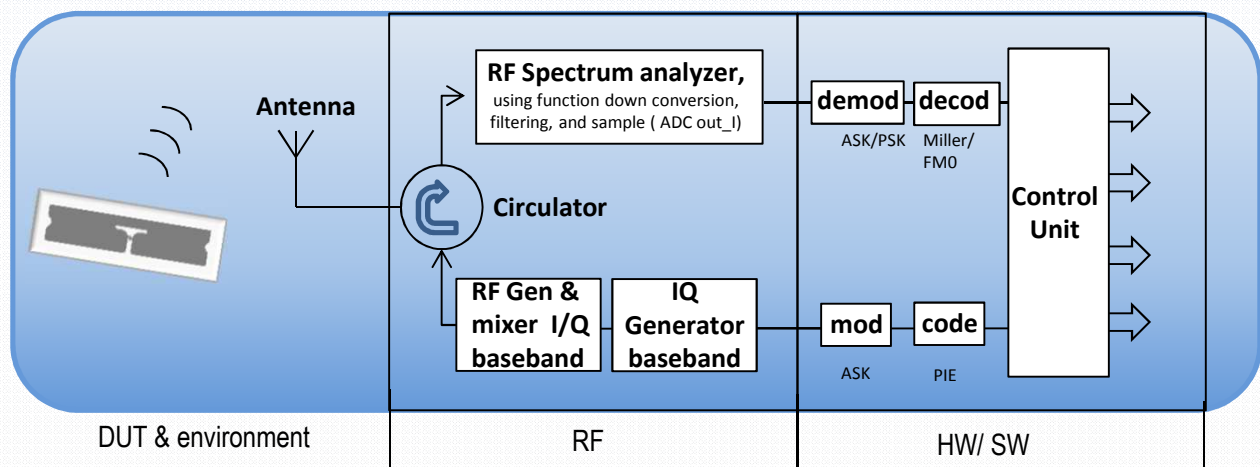 RF Spectrum analyzer,
using function down conversion,
filtering, and sample ( ADC out_I)
demod
decod
ASK/PSK
Miller/
FM0
Antenna
Circulator
Control
Unit
RF Gen &
mixer I/Q
baseband
IQ
Generator
baseband
mod
code
ASK
PIE
DUT & environment
RF
HW/ SW